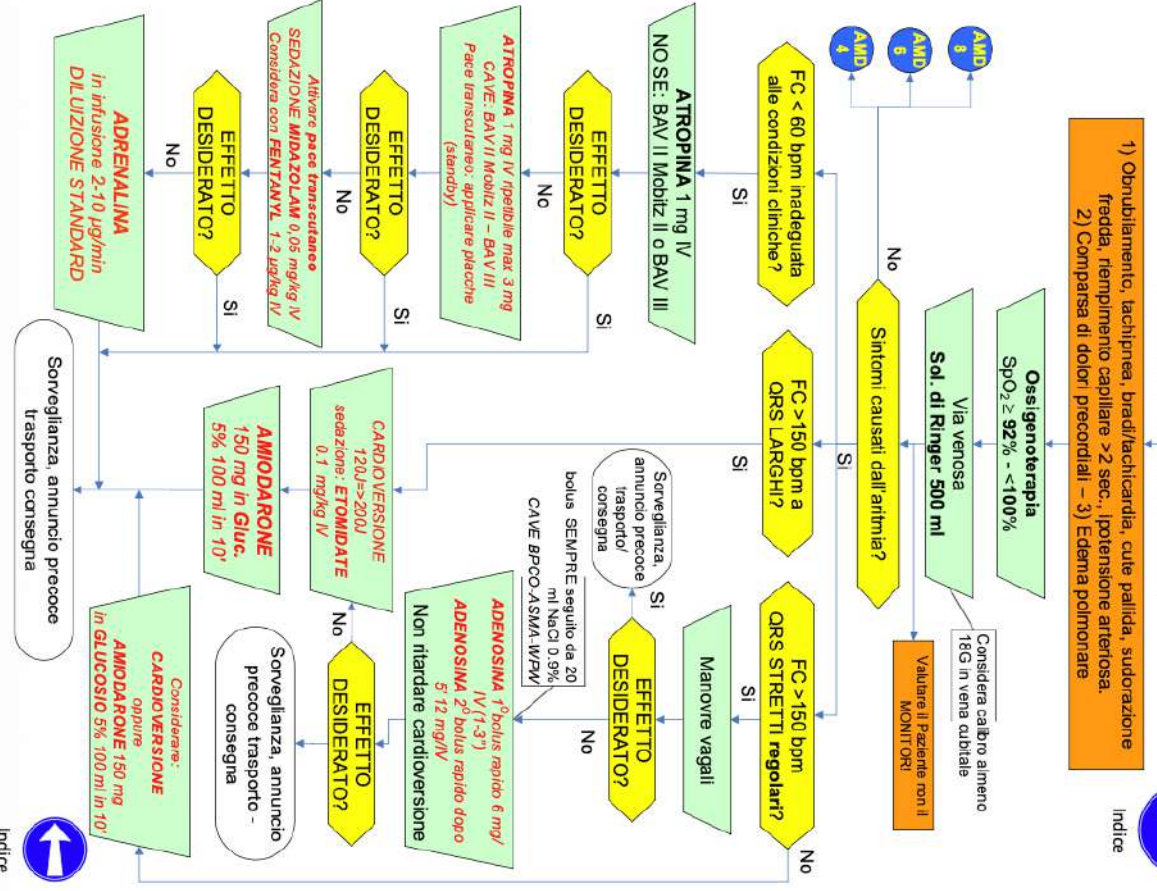 Indice
1) Obnubilamento, tachipnea, bradi/tachicardia, cute pallida, sudorazione
fredda, riempimento capillare >2 sec., ipotensione arteriosa.
2) Comparsa di dolori precordiali – 3) Edema polmonare
Ossigenoterapia
SpO2 ≥ 92% - <100%
Via venosa
Sol. di Ringer 500 ml
Considera calibro almeno
18G in vena cubitale
Valutare il Paziente non il
MONITOR!
Sintomi causati dall'aritmia?
No
AMD
4
AMD
6
AMD
8
Si
FC < 60 bpm inadeguata
alle condizioni cliniche?
Si
ATROPINA 1 mg IV
NO SE: BAV II Mobitz II o BAV III
EFFETTO
DESIDERATO?
Si
No
ATROPINA 1 mg IV ripetibile max 3 mg
CAVE: BAV II Mobitz II – BAV III
Pace transcutaneo: applicare placche
(standby)
EFFETTO
DESIDERATO?
Si
No
Attivare pace transcutaneo
SEDAZIONE MIDAZOLAM 0,05 mg/kg IV
Considera con FENTANYL 1-2 µg/kg IV
EFFETTO
DESIDERATO?
Si
No
ADRENALINA
in infusione 2-10 µg/min
DILUIZIONE STANDARD
FC >150 bpm a
QRS LARGHI?
Si
CARDIOVERSIONE
120J=>200J
sedazione: ETOMIDATE
0.1 mg/kg IV
AMIODARONE
150 mg in Gluc.
5% 100 ml in 10'
Sorveglianza, annuncio precoce
trasporto consegna
FC >150 bpm
QRS STRETTI regolari?
No
Si
Manovre vagali
EFFETTO
DESIDERATO?
Si
No
Sorveglianza,
annuncio precoce
trasporto/
consegna
bolus SEMPRE seguito da 20
ml NaCl 0.9%
CAVE BPCO-ASMA-WPW
ADENOSINA 1° bolus rapido 6 mg/
IV (1-3")
ADENOSINA 2° bolus rapido dopo
5' 12 mg/IV
Non ritardare cardioversione
EFFETTO
DESIDERATO?
No
Sorveglianza, annuncio
precoce trasporto -
consegna
Considerare:
CARDIOVERSIONE
oppure
AMIODARONE 150 mg
in GLUCOSIO 5% 100 ml in 10'
Indice